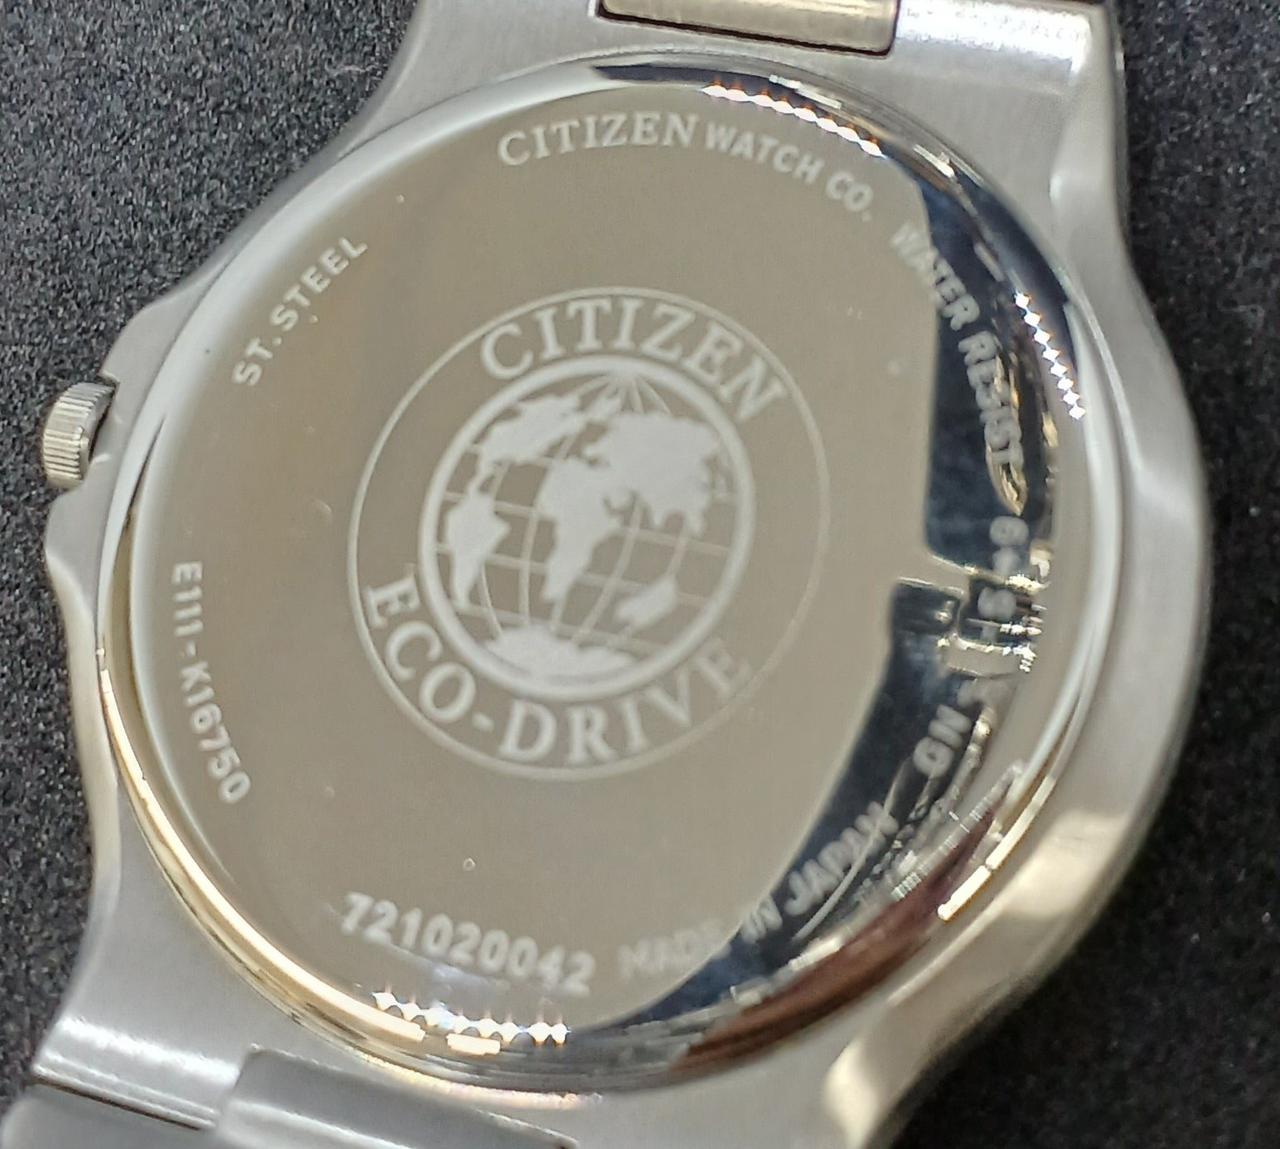 CITIZEN WATCH CO.
WATER RESIST
ST. STEEL
CITIZEN
ECO-DRIVE
E111-K16750
721020042
MADE IN JAPAN